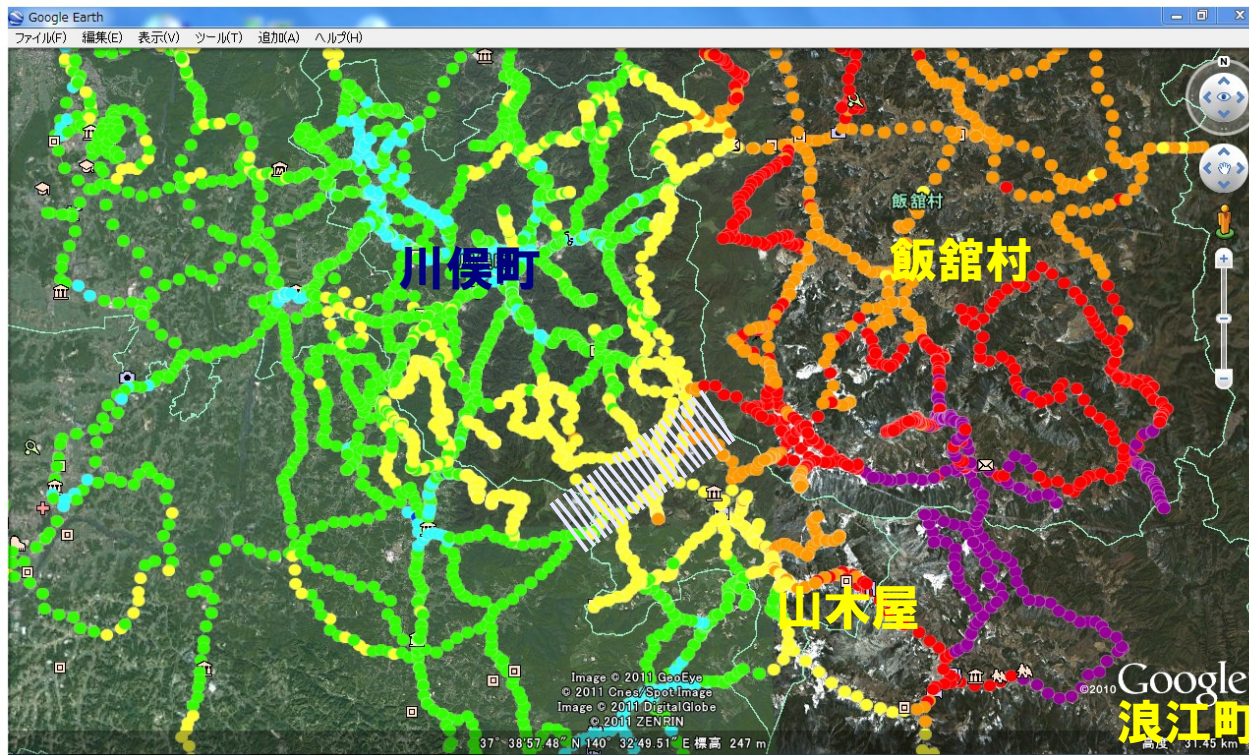 Google Earth
ファイル(F) 編集(E) 表示(V) ツール(T) 追加(A) ヘルプ(H)
N
飯舘村
川俣町
飯舘村
山木屋
Image © 2011 GeoEye
© 2011 Cnes/Spot Image
Image © 2011 DigitalGlobe
© 2011 ZENRIN
©2010 Google
浪江町
37° 38'57.48" N 140° 32'49.51" E 標高 247 m
高度 31.45 km